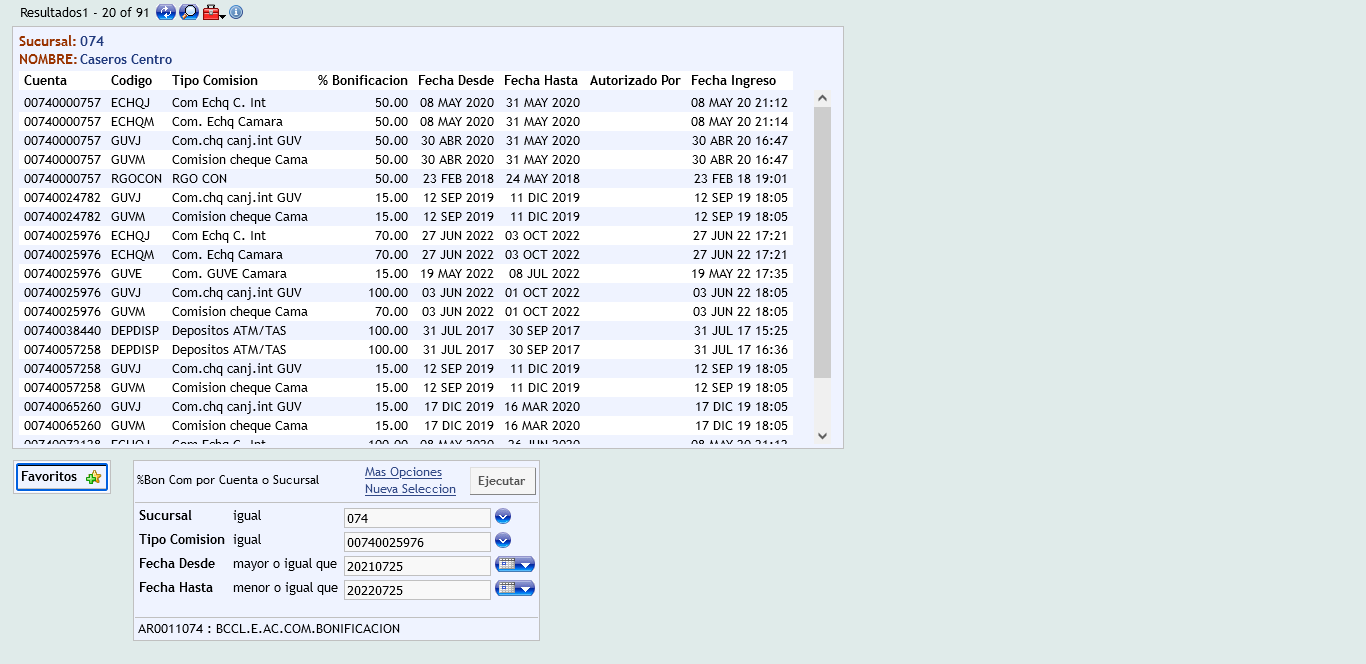 Resultados1 - 20 of 91
Sucursal: 074
NOMBRE: Caseros Centro
Cuenta Codigo Tipo Comision % Bonificacion Fecha Desde Fecha Hasta Autorizado Por Fecha Ingreso
00740000757 ECHQJ Com Echq C. Int 50.00 08 MAY 2020 31 MAY 2020 08 MAY 20 21:12
00740000757 ECHQM Com. Echq Camara 50.00 08 MAY 2020 31 MAY 2020 08 MAY 20 21:14
00740000757 GUVJ Com.chq canj.int GUV 50.00 30 ABR 2020 31 MAY 2020 30 ABR 20 16:47
00740000757 GUVM Comision cheque Cama 50.00 30 ABR 2020 31 MAY 2020 30 ABR 20 16:47
00740000757 RGOCON RGO CON 50.00 23 FEB 2018 24 MAY 2018 23 FEB 18 19:01
00740024782 GUVJ Com.chq canj.int GUV 15.00 12 SEP 2019 11 DIC 2019 12 SEP 19 18:05
00740024782 GUVM Comision cheque Cama 15.00 12 SEP 2019 11 DIC 2019 12 SEP 19 18:05
00740025976 ECHQJ Com Echq C. Int 70.00 27 JUN 2022 03 OCT 2022 27 JUN 22 17:21
00740025976 ECHQM Com. Echq Camara 70.00 27 JUN 2022 03 OCT 2022 27 JUN 22 17:21
00740025976 GUVE Com. GUVE Camara 15.00 19 MAY 2022 08 JUL 2022 19 MAY 22 17:35
00740025976 GUVJ Com.chq canj.int GUV 100.00 03 JUN 2022 01 OCT 2022 03 JUN 22 18:05
00740025976 GUVM Comision cheque Cama 70.00 03 JUN 2022 01 OCT 2022 03 JUN 22 18:05
00740038440 DEPDISP Depositos ATM/TAS 100.00 31 JUL 2017 30 SEP 2017 31 JUL 17 15:25
00740057258 DEPDISP Depositos ATM/TAS 100.00 31 JUL 2017 30 SEP 2017 31 JUL 17 16:36
00740057258 GUVJ Com.chq canj.int GUV 15.00 12 SEP 2019 11 DIC 2019 12 SEP 19 18:05
00740057258 GUVM Comision cheque Cama 15.00 12 SEP 2019 11 DIC 2019 12 SEP 19 18:05
00740065260 GUVJ Com.chq canj.int GUV 15.00 17 DIC 2019 16 MAR 2020 17 DIC 19 18:05
00740065260 GUVM Comision cheque Cama 15.00 17 DIC 2019 16 MAR 2020 17 DIC 19 18:05
Favoritos
%Bon Com por Cuenta o Sucursal
Mas Opciones
Nueva Seleccion
Ejecutar
Sucursal igual 074
Tipo Comision igual 00740025976
Fecha Desde mayor o igual que 20210725
Fecha Hasta menor o igual que 20220725
AR0011074 : BCCL.E.AC.COM.BONIFICACION